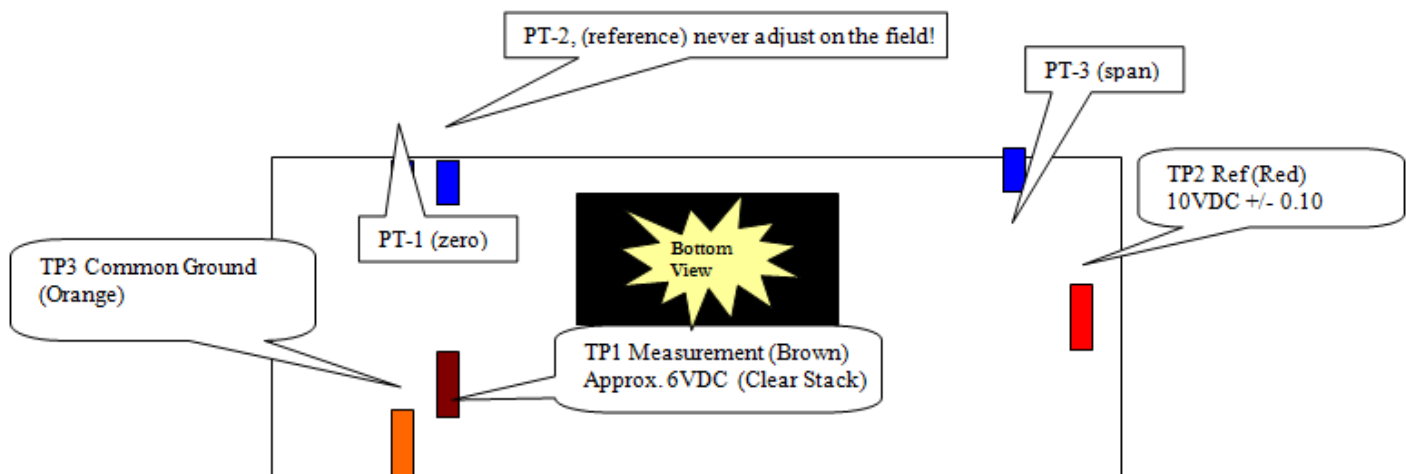 PT-2, (reference) never adjust on the field!
PT-3 (span)
TP2 Ref (Red)
10VDC +/- 0.10
PT-1 (zero)
TP3 Common Ground
(Orange)
Bottom
View
TP1 Measurement (Brown)
Approx. 6VDC (Clear Stack)